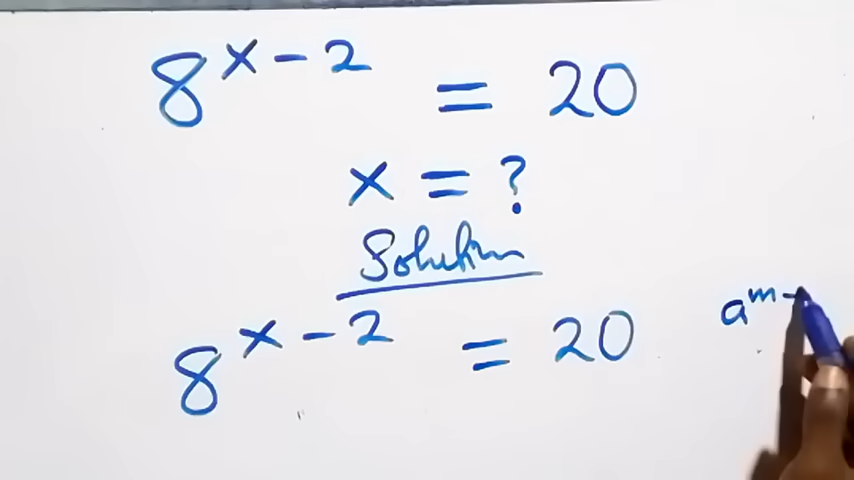 8^{x-2} = 20
x = ?
Solution
8^{x-2} = 20
a^{m-